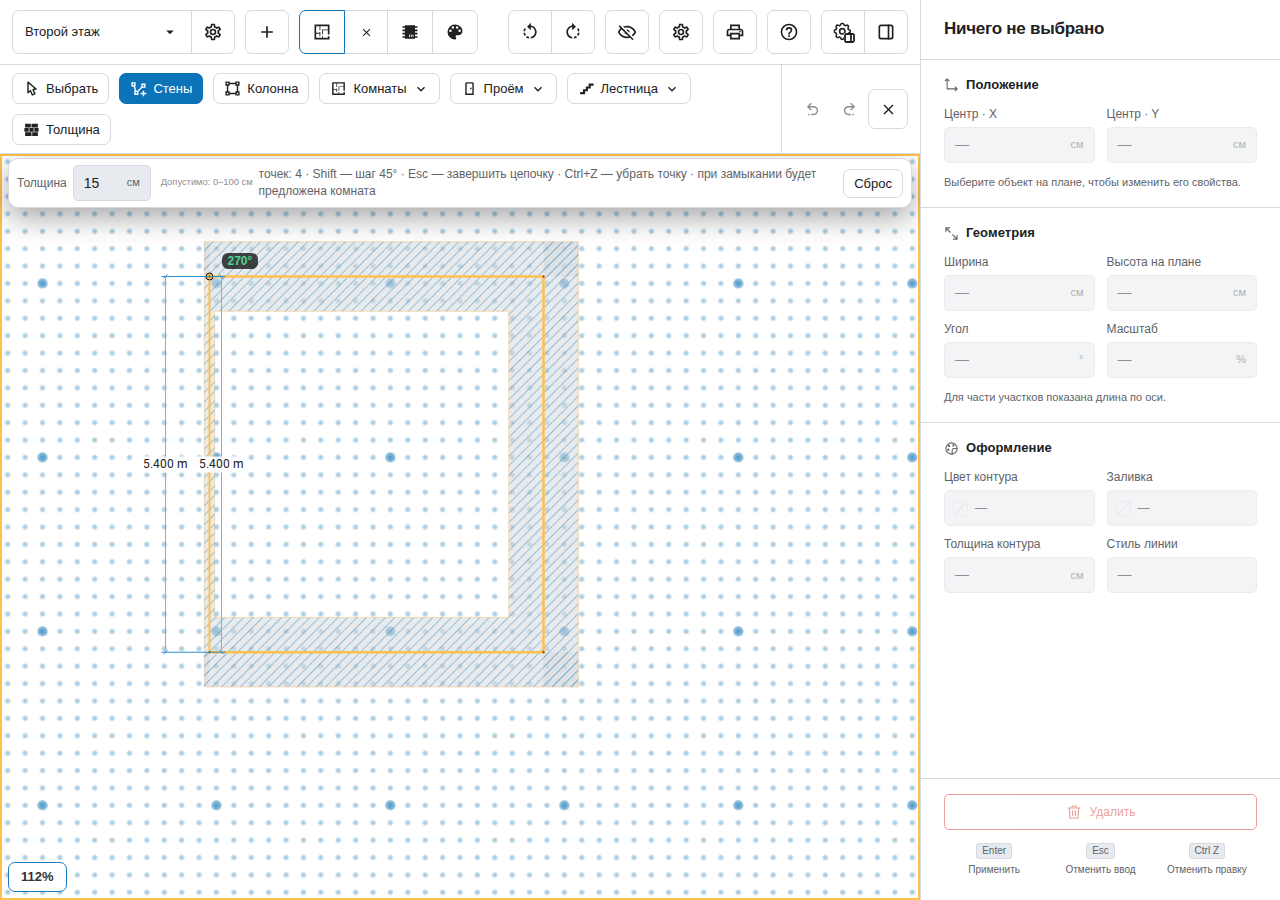 Второй этаж
Выбрать
Стены
Колонна
Комнаты
Проём
Лестница
Толщина
Толщина
15
см
Допустимо: 0–100 см
точек: 4 · Shift — шаг 45° · Esc — завершить цепочку · Ctrl+Z — убрать точку · при замыкании будет
предложена комната
Сброс
270°
5.400 m
5.400 m
112%
Ничего не выбрано
Положение
Центр · X
Центр · Y
—
см
—
см
Выберите объект на плане, чтобы изменить его свойства.
Геометрия
Ширина
Высота на плане
—
см
—
см
Угол
Масштаб
—
°
—
%
Для части участков показана длина по оси.
Оформление
Цвет контура
Заливка
—
—
Толщина контура
Стиль линии
—
см
—
Удалить
Enter
Esc
Ctrl Z
Применить
Отменить ввод
Отменить правку